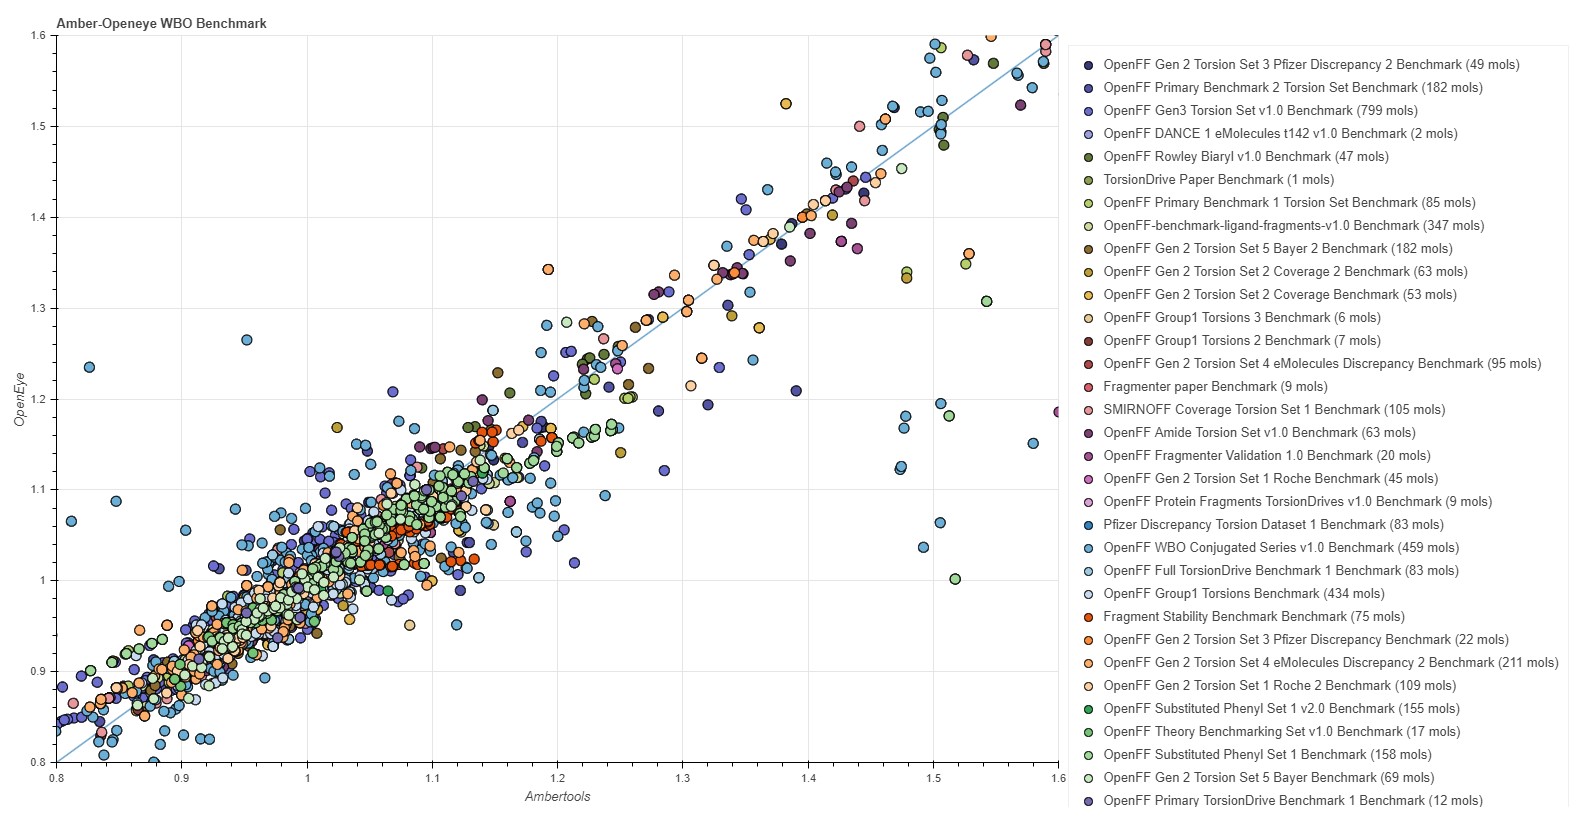 Amber-Openeye WBO Benchmark
1.6
1.5
1.4
1.3
1.2
1.1
1
0.9
0.8
OpenEye
0.8
0.9
1
1.1
1.2
1.3
1.4
1.5
1.6
Ambertools
OpenFF Gen 2 Torsion Set 3 Pfizer Discrepancy 2 Benchmark (49 mols)
OpenFF Primary Benchmark 2 Torsion Set Benchmark (182 mols)
OpenFF Gen3 Torsion Set v1.0 Benchmark (799 mols)
OpenFF DANCE 1 eMolecules t142 v1.0 Benchmark (2 mols)
OpenFF Rowley Biaryl v1.0 Benchmark (47 mols)
TorsionDrive Paper Benchmark (1 mols)
OpenFF Primary Benchmark 1 Torsion Set Benchmark (85 mols)
OpenFF-benchmark-ligand-fragments-v1.0 Benchmark (347 mols)
OpenFF Gen 2 Torsion Set 5 Bayer 2 Benchmark (182 mols)
OpenFF Gen 2 Torsion Set 2 Coverage 2 Benchmark (63 mols)
OpenFF Gen 2 Torsion Set 2 Coverage Benchmark (53 mols)
OpenFF Group1 Torsions 3 Benchmark (6 mols)
OpenFF Group1 Torsions 2 Benchmark (7 mols)
OpenFF Gen 2 Torsion Set 4 eMolecules Discrepancy Benchmark (95 mols)
Fragmenter paper Benchmark (9 mols)
SMIRNOFF Coverage Torsion Set 1 Benchmark (105 mols)
OpenFF Amide Torsion Set v1.0 Benchmark (63 mols)
OpenFF Fragmenter Validation 1.0 Benchmark (20 mols)
OpenFF Gen 2 Torsion Set 1 Roche Benchmark (45 mols)
OpenFF Protein Fragments TorsionDrives v1.0 Benchmark (9 mols)
Pfizer Discrepancy Torsion Dataset 1 Benchmark (83 mols)
OpenFF WBO Conjugated Series v1.0 Benchmark (459 mols)
OpenFF Full TorsionDrive Benchmark 1 Benchmark (83 mols)
OpenFF Group1 Torsions Benchmark (434 mols)
Fragment Stability Benchmark Benchmark (75 mols)
OpenFF Gen 2 Torsion Set 3 Pfizer Discrepancy Benchmark (22 mols)
OpenFF Gen 2 Torsion Set 4 eMolecules Discrepancy 2 Benchmark (211 mols)
OpenFF Gen 2 Torsion Set 1 Roche 2 Benchmark (109 mols)
OpenFF Substituted Phenyl Set 1 v2.0 Benchmark (155 mols)
OpenFF Theory Benchmarking Set v1.0 Benchmark (17 mols)
OpenFF Substituted Phenyl Set 1 Benchmark (158 mols)
OpenFF Gen 2 Torsion Set 5 Bayer Benchmark (69 mols)
OpenFF Primary TorsionDrive Benchmark 1 Benchmark (12 mols)